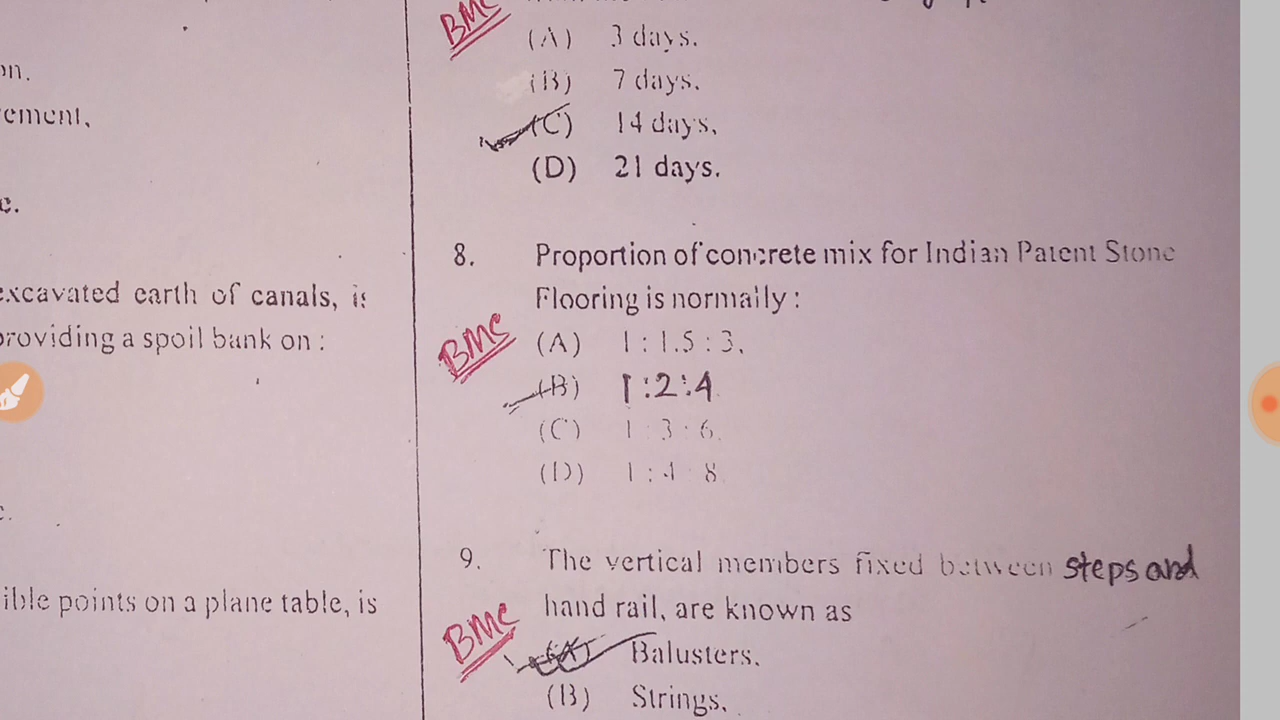 on.
ement.
e.
excavated earth of canals, is
providing a spoil bank on :
ible points on a plane table, is
BMC
(A) 3 days.
(B) 7 days.
(C) 14 days.
(D) 21 days.
8. Proportion of concrete mix for Indian Patent Stone
Flooring is normally :
BMC
(A) 1 : 1.5 : 3.
(B) 1:2:4
(C) 1 : 3 : 6.
(D) 1 : 4 : 8
9. The vertical members fixed between steps and
hand rail, are known as
BMC
(A) Balusters.
(B) Strings.